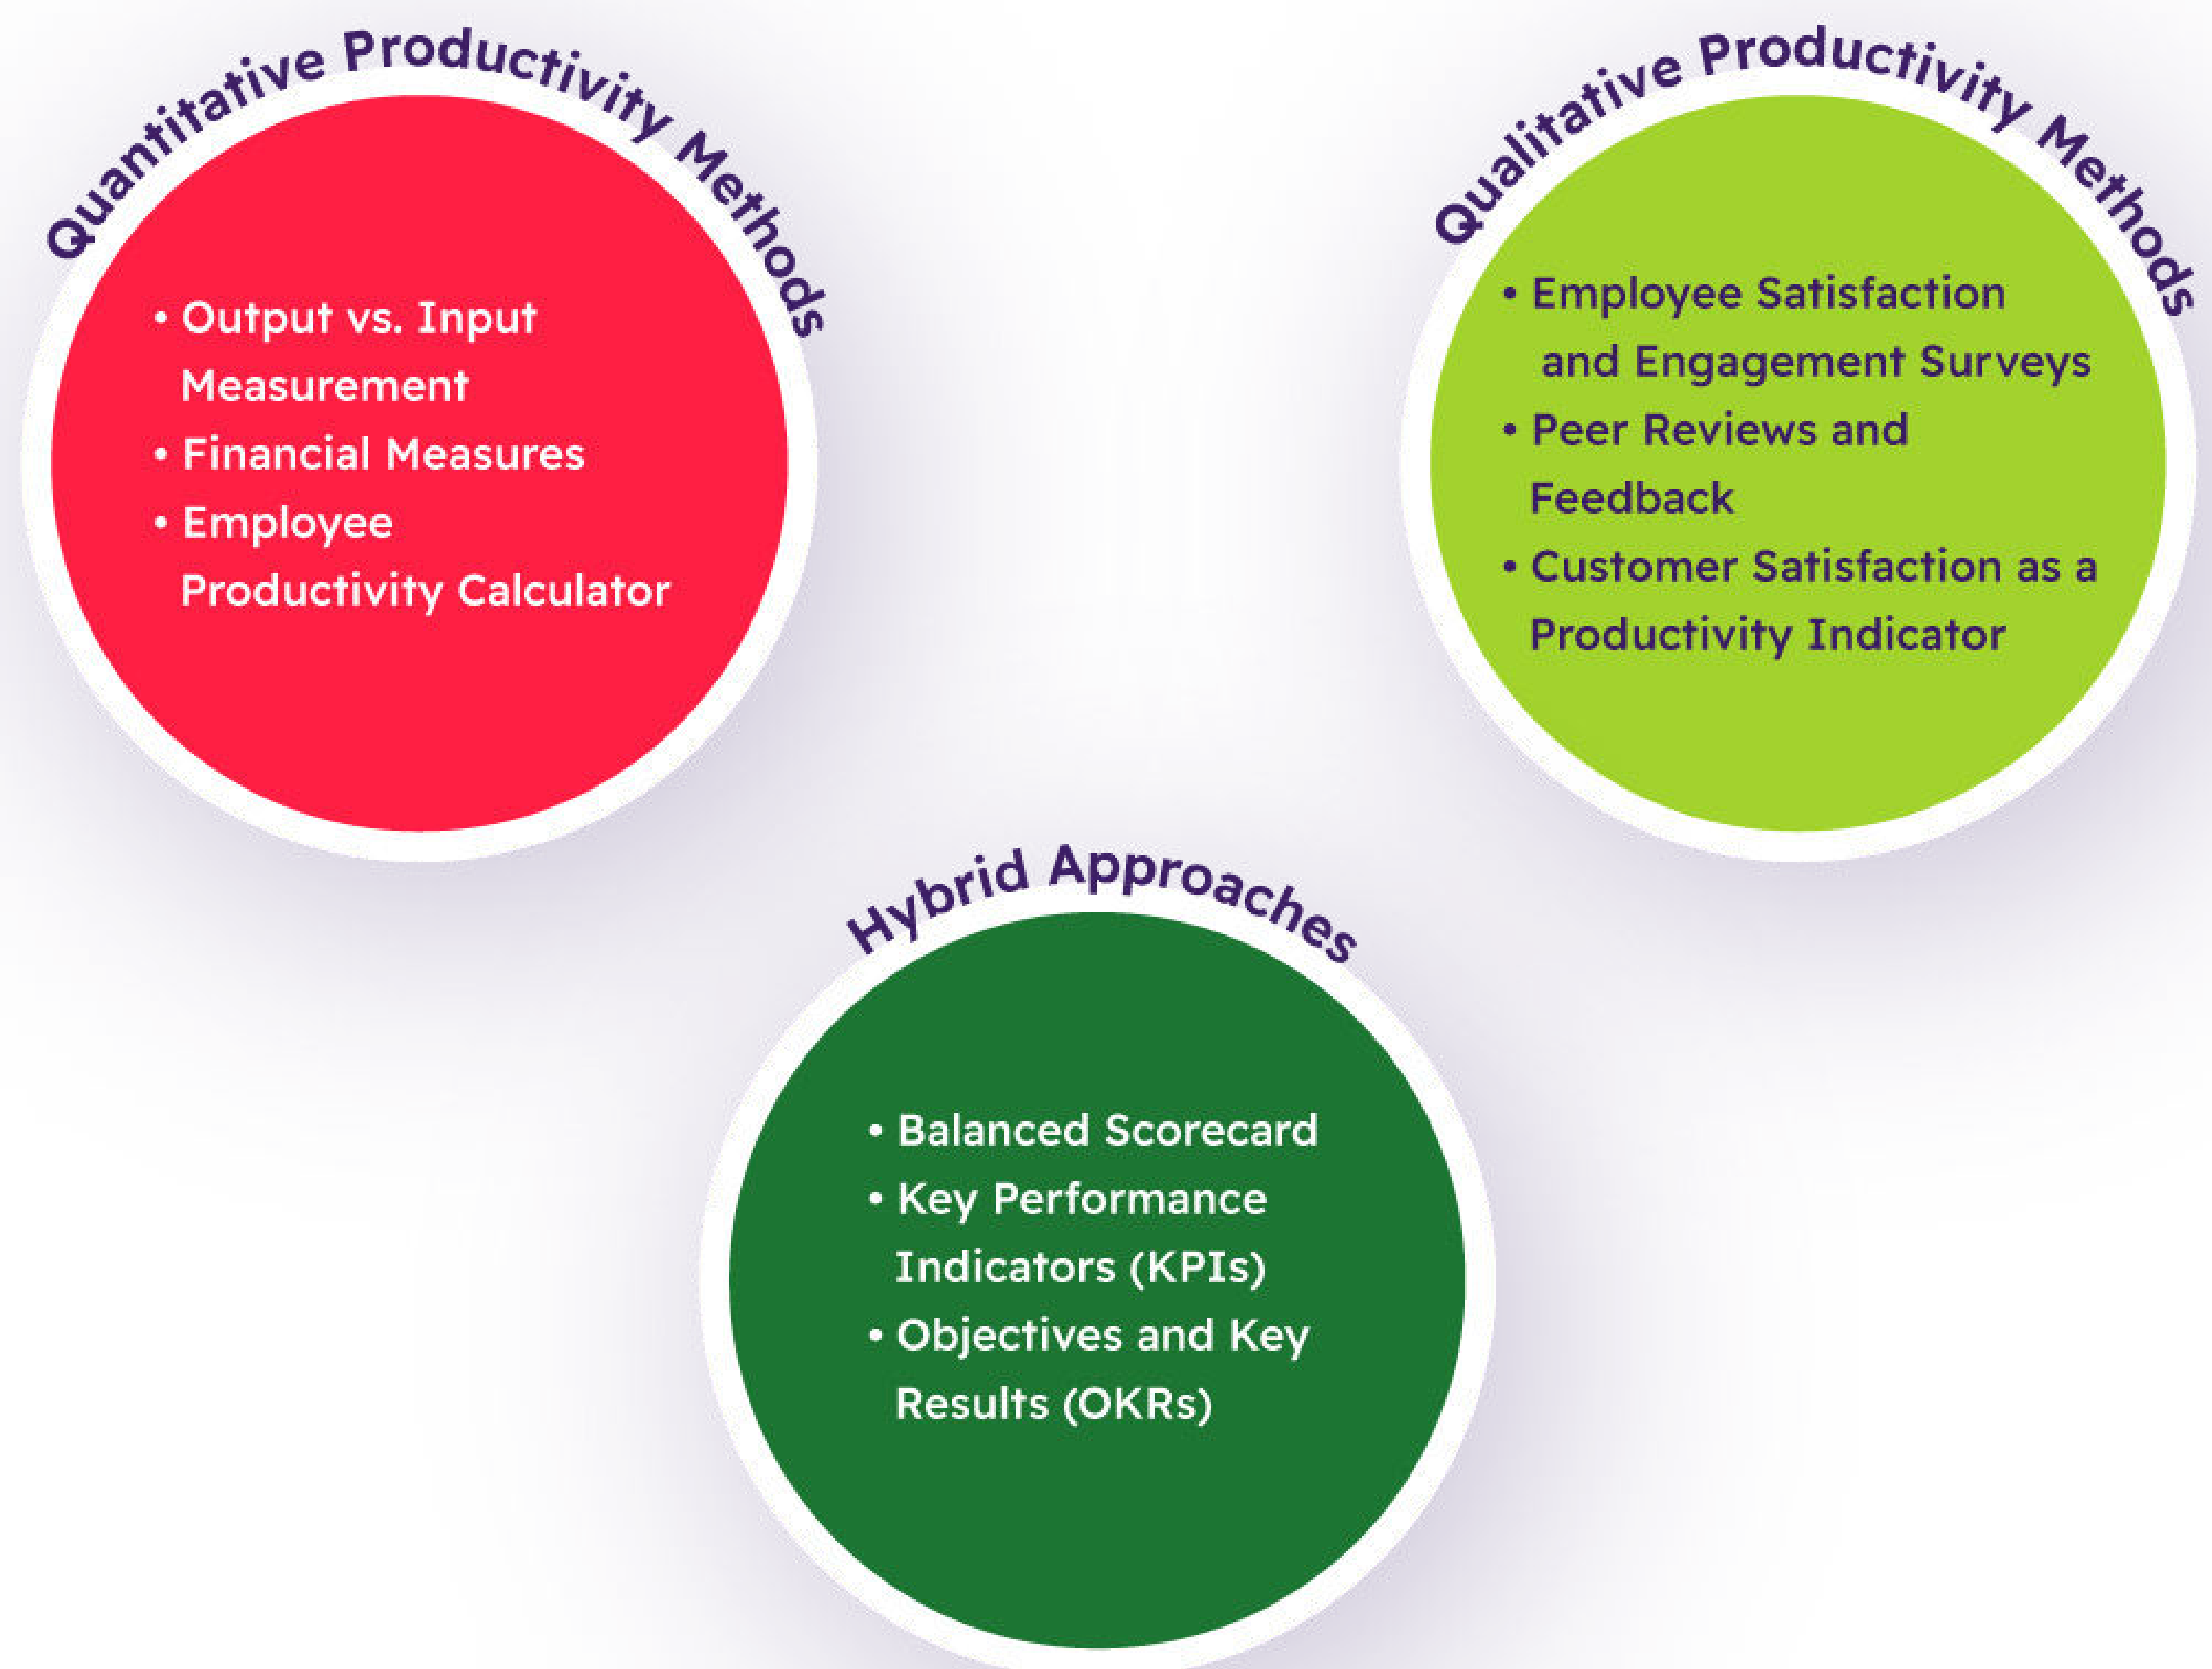 Quantitative Productivity Methods
• Output vs. Input
Measurement
• Financial Measures
• Employee
Productivity Calculator
Qualitative Productivity Methods
• Employee Satisfaction
and Engagement Surveys
• Peer Reviews and
Feedback
• Customer Satisfaction as a
Productivity Indicator
Hybrid Approaches
• Balanced Scorecard
• Key Performance
Indicators (KPIs)
• Objectives and Key
Results (OKRs)